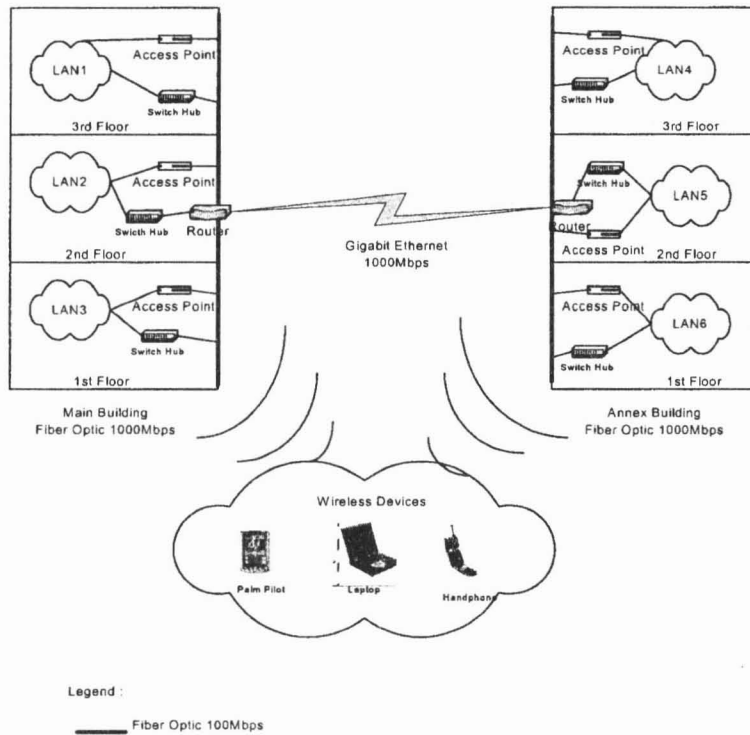 LAN1
Access Point
Switch Hub
3rd Floor
LAN2
Access Point
Swicth Hub
Router
2nd Floor
LAN3
Access Point
Switch Hub
1st Floor
Main Building
Fiber Optic 1000Mbps
Gigabit Ethernet
1000Mbps
Access Point
LAN4
Switch Hub
3rd Floor
Switch Hub
LAN5
Router
Access Point
2nd Floor
Access Point
LAN6
Switch Hub
1st Floor
Annex Building
Fiber Optic 1000Mbps
Wireless Devices
Palm Pilot
Laptop
Handphone
Legend :
Fiber Optic 100Mbps